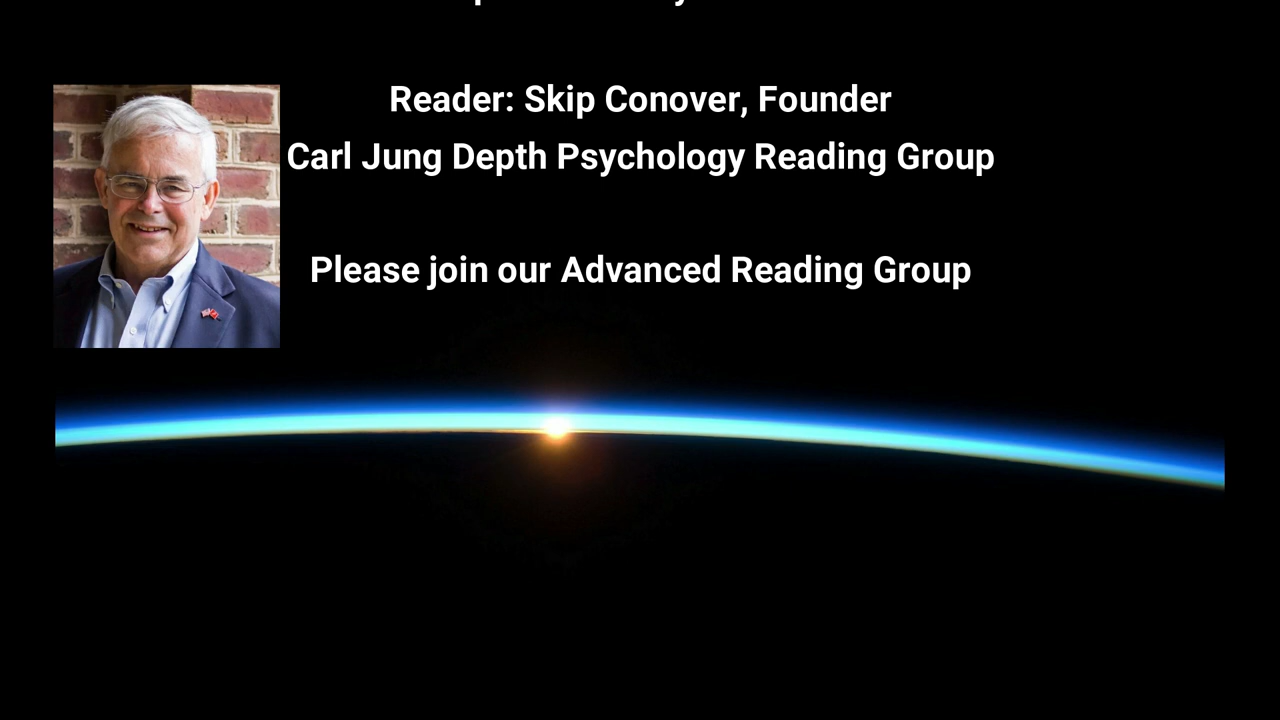 Reader: Skip Conover, Founder
Carl Jung Depth Psychology Reading Group
Please join our Advanced Reading Group